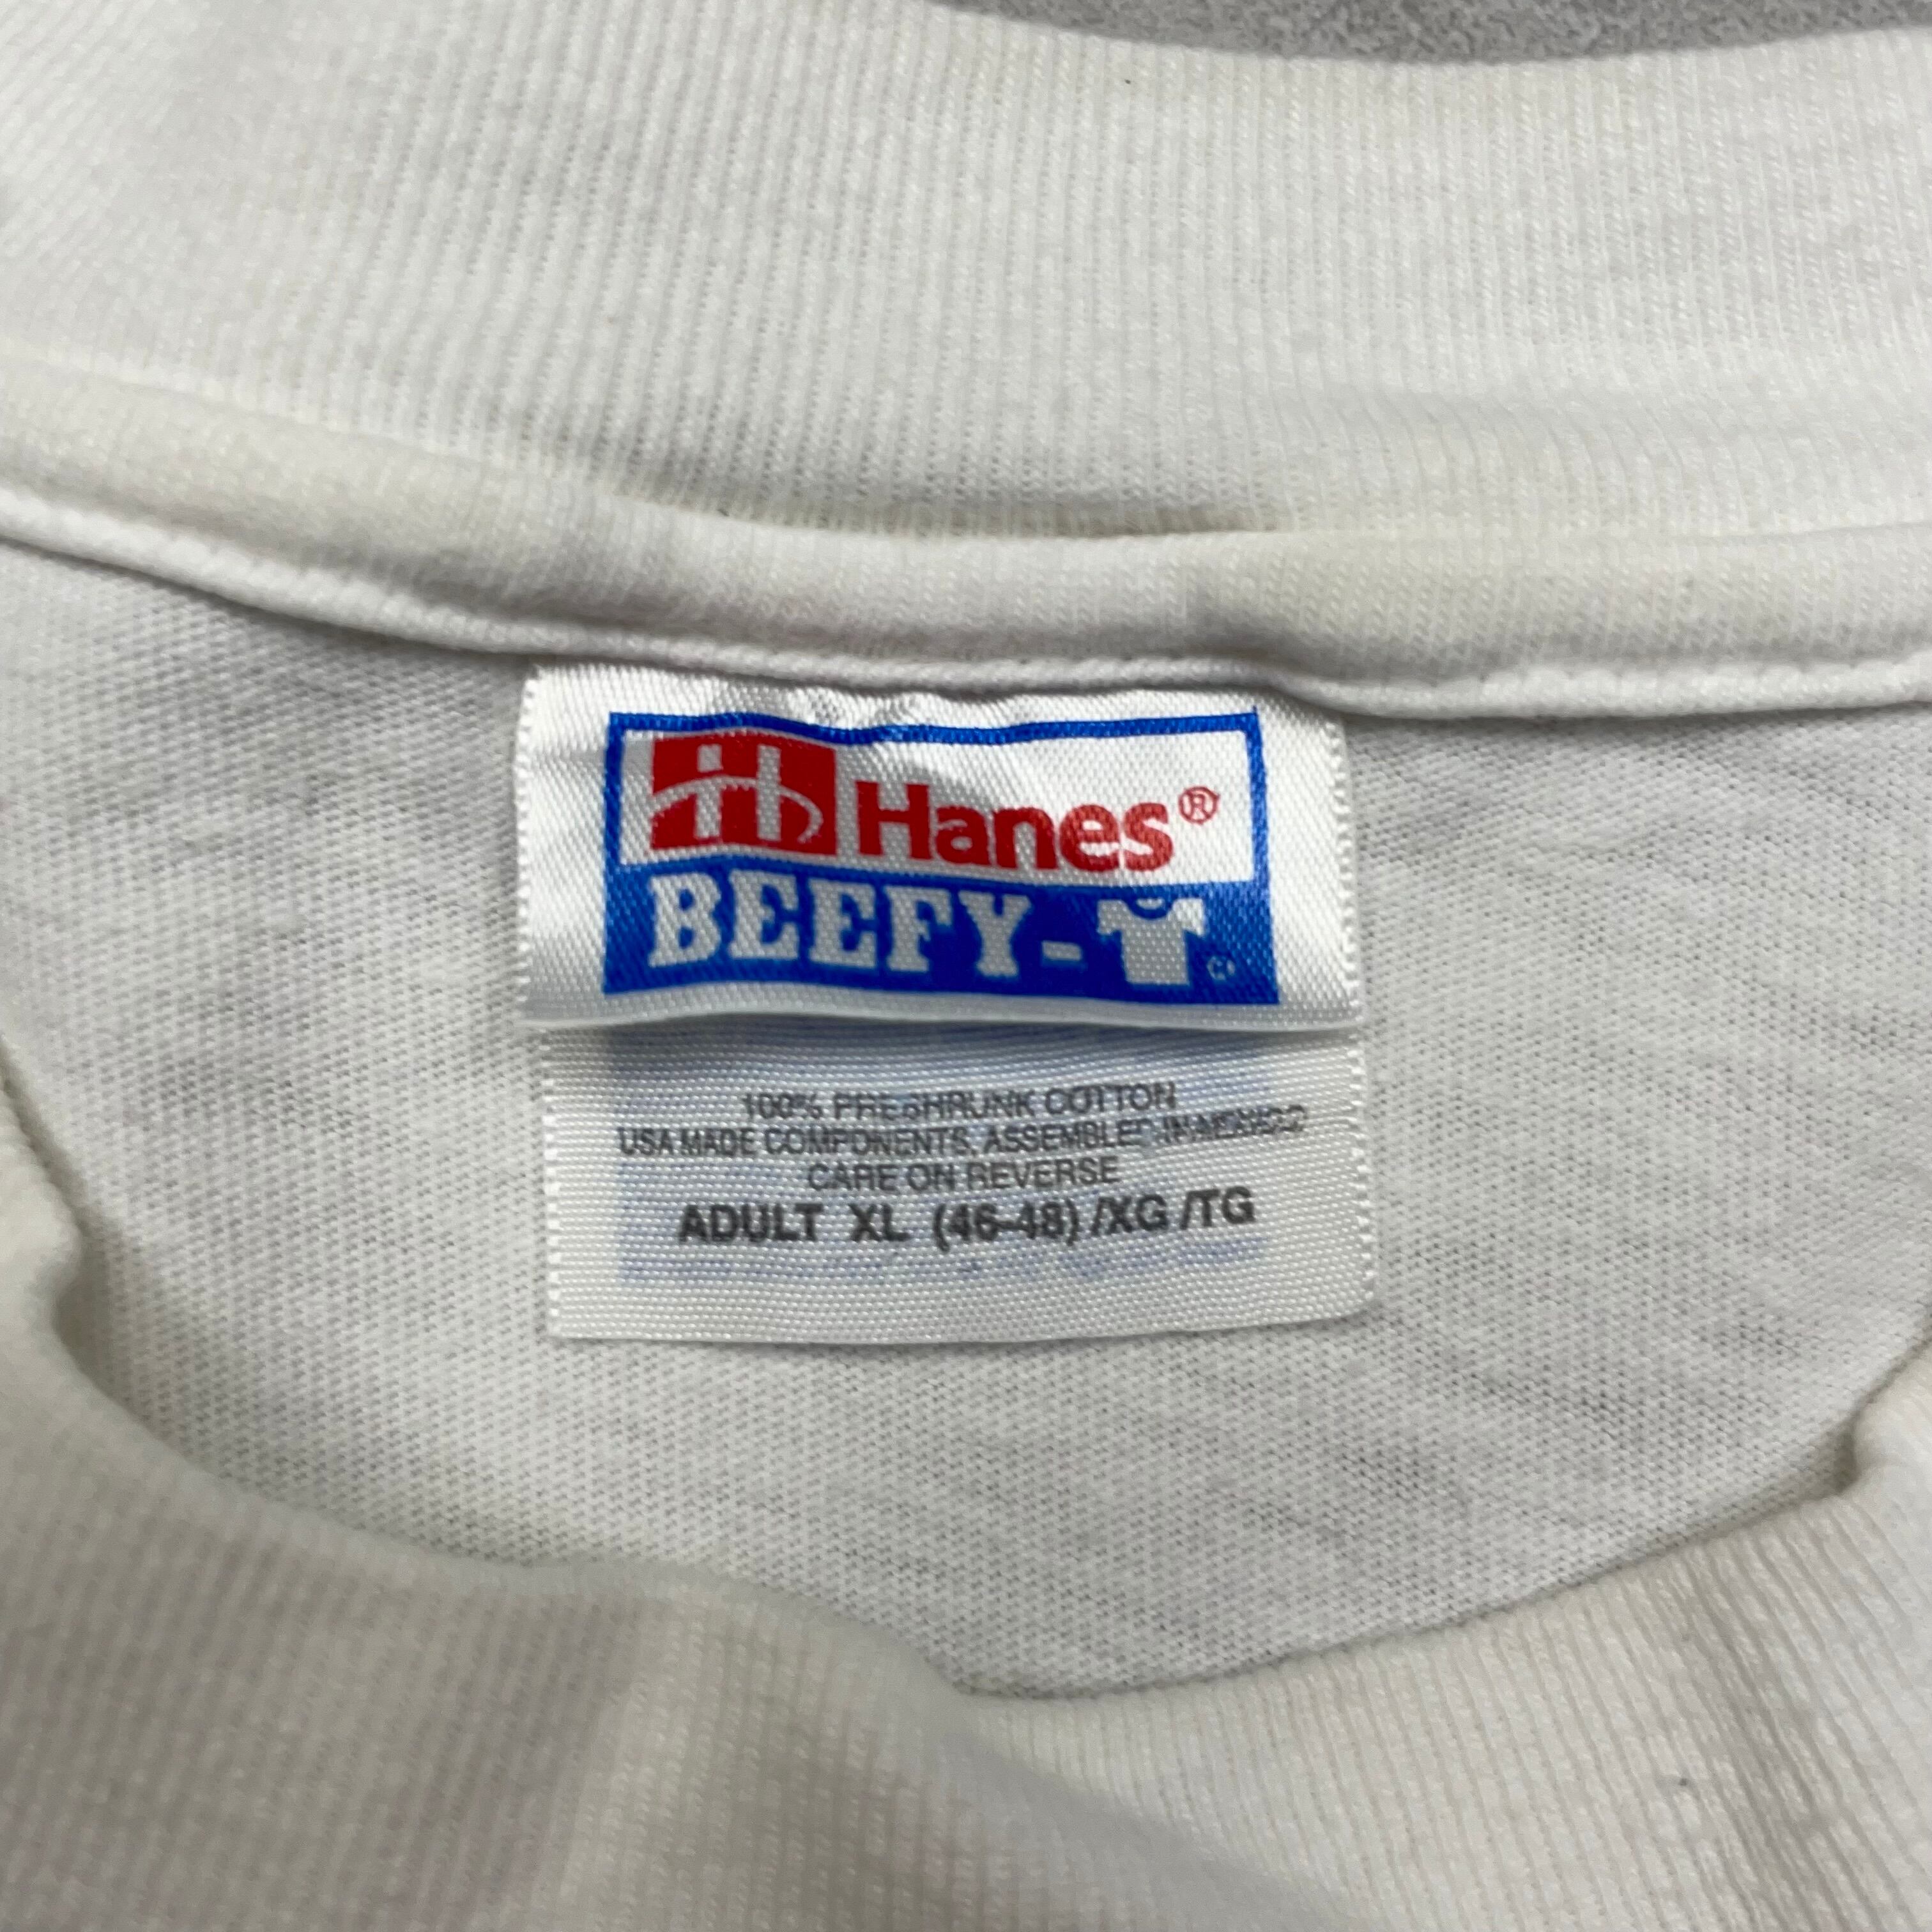 H Hanes®
BEEFY-T
100% PRESHRUNK COTTON
USA MADE COMPONENTS, ASSEMBLED IN MEXICO
CARE ON REVERSE
ADULT XL (46-48) /XG /TG